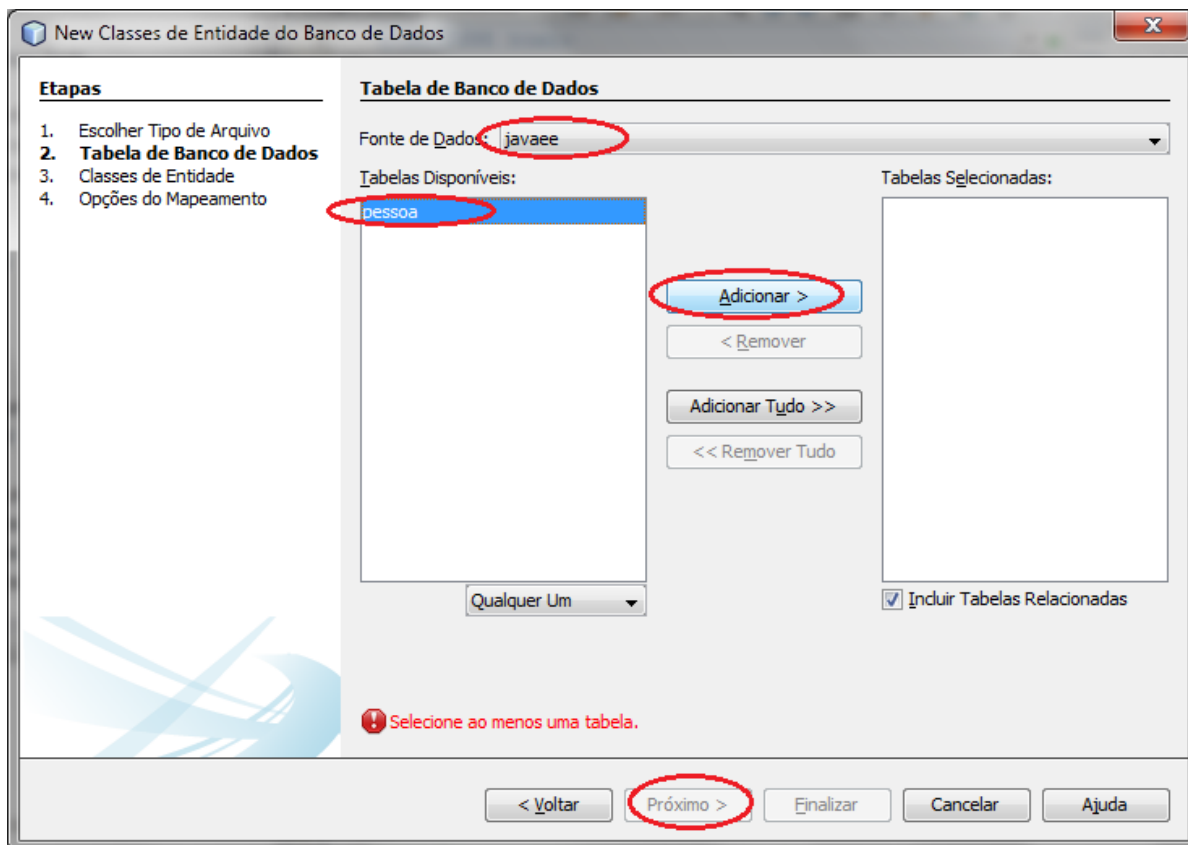 New Classes de Entidade do Banco de Dados
Etapas
1. Escolher Tipo de Arquivo
2. Tabela de Banco de Dados
3. Classes de Entidade
4. Opções do Mapeamento
Tabela de Banco de Dados
Fonte de Dados: javaee
Tabelas Disponíveis:
pessoa
Qualquer Um
Adicionar >
< Remover
Adicionar Tudo >>
<< Remover Tudo
Tabelas Selecionadas:
Incluir Tabelas Relacionadas
Selecione ao menos uma tabela.
< Voltar Próximo > Finalizar Cancelar Ajuda